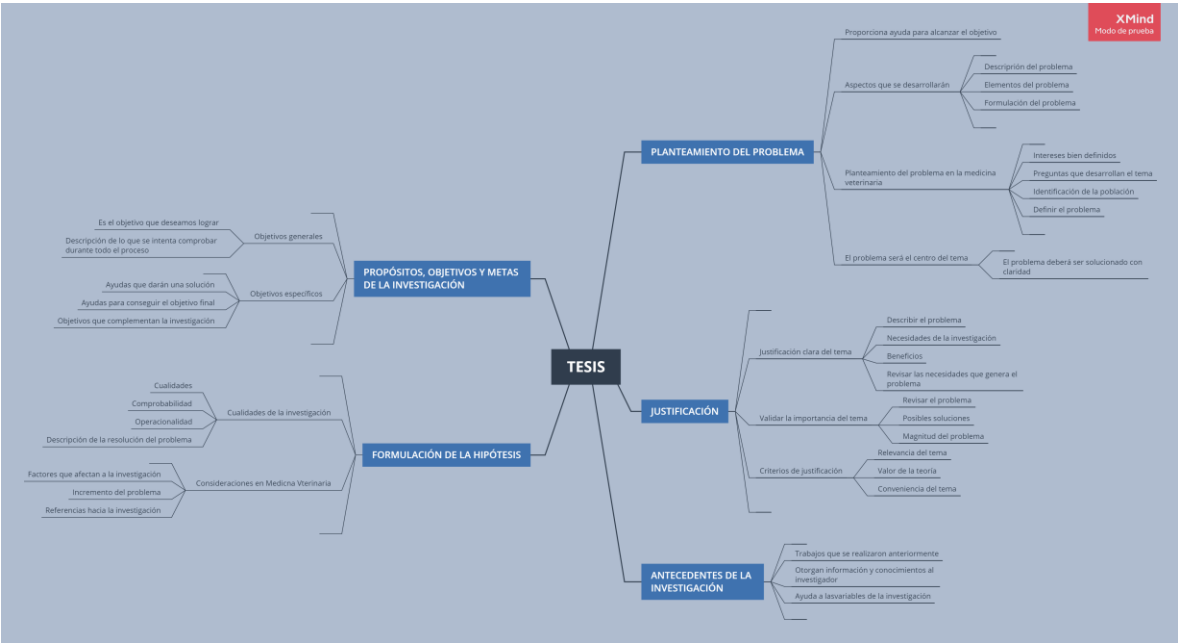 XMind
Modo de prueba
TESIS
PLANTEAMIENTO DEL PROBLEMA
Proporciona ayuda para alcanzar el objetivo
Aspectos que se desarrollarán
Descriprión del problema
Elementos del problema
Formulación del problema
Planteamiento del problema en la medicina
veterinaria
Intereses bien definidos
Preguntas que desarrollan el tema
Identificación de la población
Definir el problema
El problema será el centro del tema
El problema deberá ser solucionado con
claridad
JUSTIFICACIÓN
Justificación clara del tema
Describir el problema
Necesidades de la investigación
Beneficios
Revisar las necesidades que genera el
problema
Validar la importancia del tema
Revisar el problema
Posibles soluciones
Magnitud del problema
Criterios de justificación
Relevancia del tema
Valor de la teoría
Conveniencia del tema
ANTECEDENTES DE LA
INVESTIGACIÓN
Trabajos que se realizaron anteriormente
Otorgan información y conocimientos al
investigador
Ayuda a lasvariables de la investigación
PROPÓSITOS, OBJETIVOS Y METAS
DE LA INVESTIGACIÓN
Objetivos generales
Es el objetivo que deseamos lograr
Descripción de lo que se intenta comprobar
durante todo el proceso
Objetivos específicos
Ayudas que darán una solución
Ayudas para conseguir el objetivo final
Objetivos que complementan la investigación
FORMULACIÓN DE LA HIPÓTESIS
Cualidades de la investigación
Cualidades
Comprobabilidad
Operacionalidad
Descripción de la resolución del problema
Consideraciones en Medicna Vterinaria
Factores que afectan a la investigación
Incremento del problema
Referencias hacia la investigación